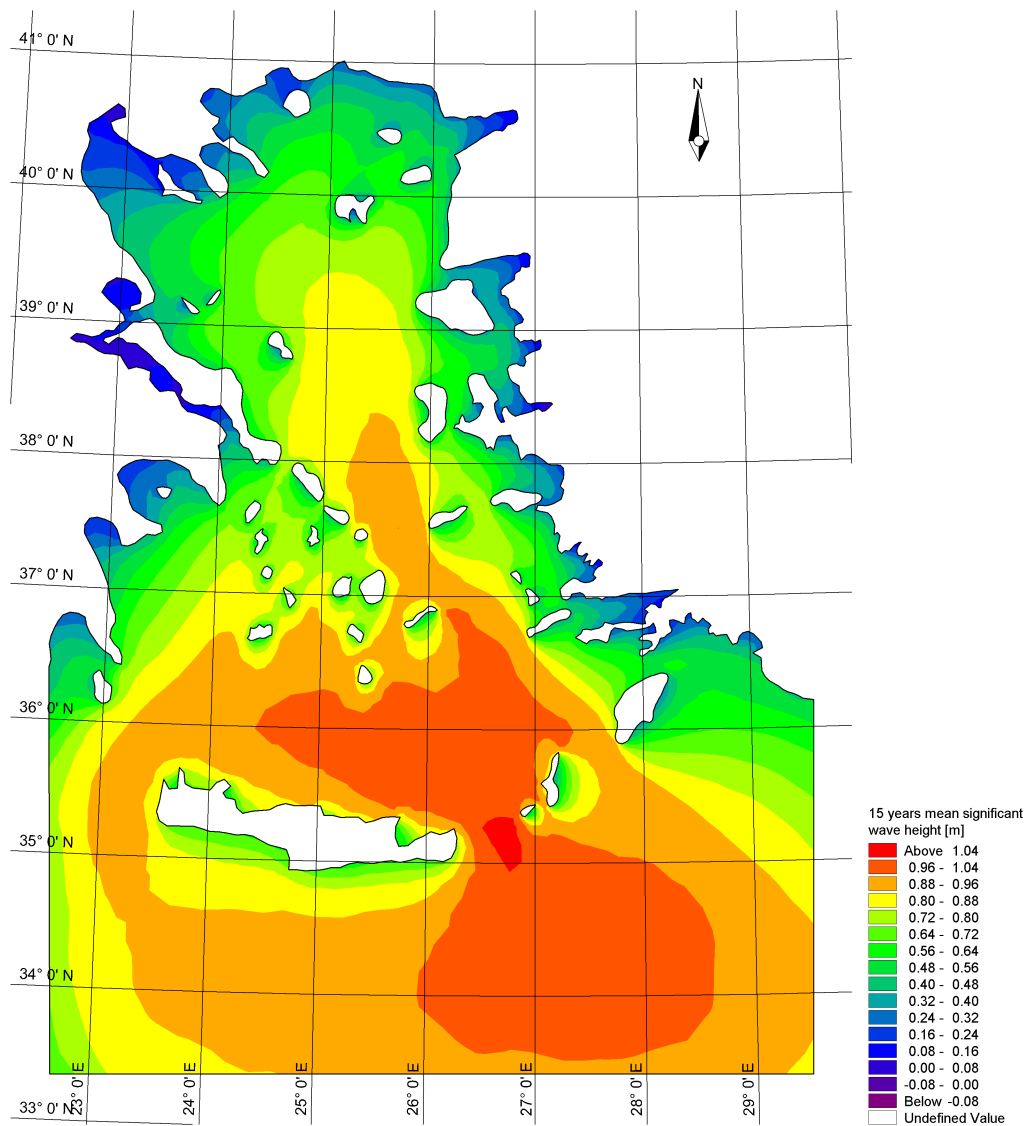 41° 0' N
N
40° 0' N
39° 0' N
38° 0' N
37° 0' N
36° 0' N
35° 0' N
34° 0' N
33° 0' N
23° 0' E
24° 0' E
25° 0' E
26° 0' E
27° 0' E
28° 0' E
29° 0' E
15 years mean significant
wave height [m]
Above 1.04
0.96 - 1.04
0.88 - 0.96
0.80 - 0.88
0.72 - 0.80
0.64 - 0.72
0.56 - 0.64
0.48 - 0.56
0.40 - 0.48
0.32 - 0.40
0.24 - 0.32
0.16 - 0.24
0.08 - 0.16
0.00 - 0.08
-0.08 - 0.00
Below -0.08
Undefined Value